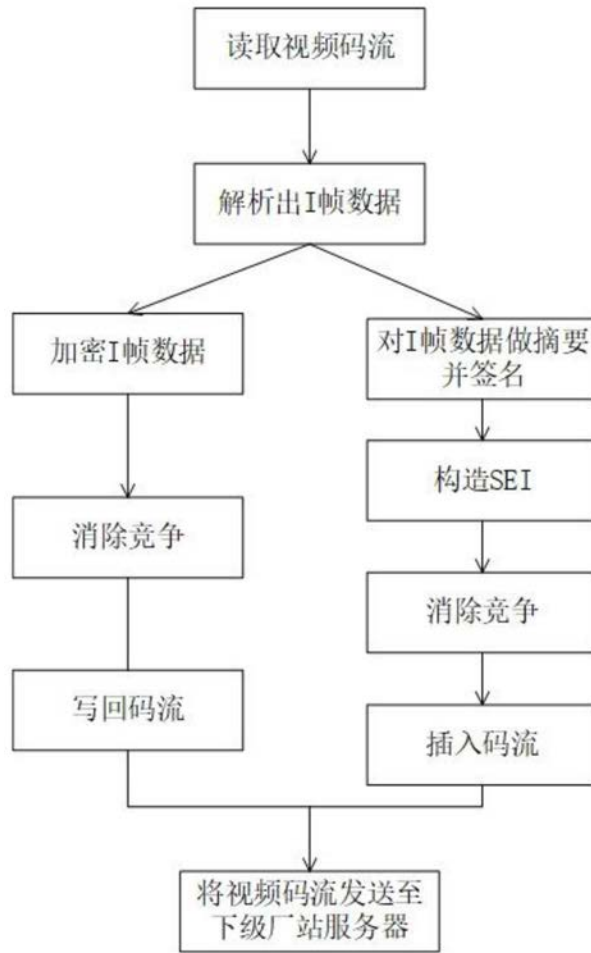 读取视频码流
解析出I帧数据
加密I帧数据
消除竞争
写回码流
对I帧数据做摘要
并签名
构造SEI
消除竞争
插入码流
将视频码流发送至
下级厂站服务器